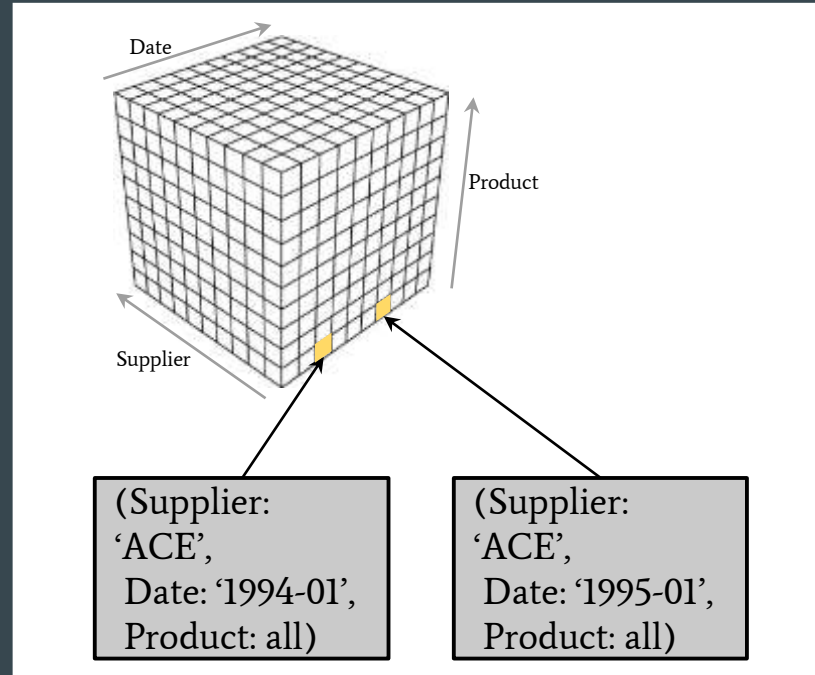 Date
Product
Supplier
(Supplier:
‘ACE’,
Date: ‘1994-01’,
Product: all)
(Supplier:
‘ACE’,
Date: ‘1995-01’,
Product: all)